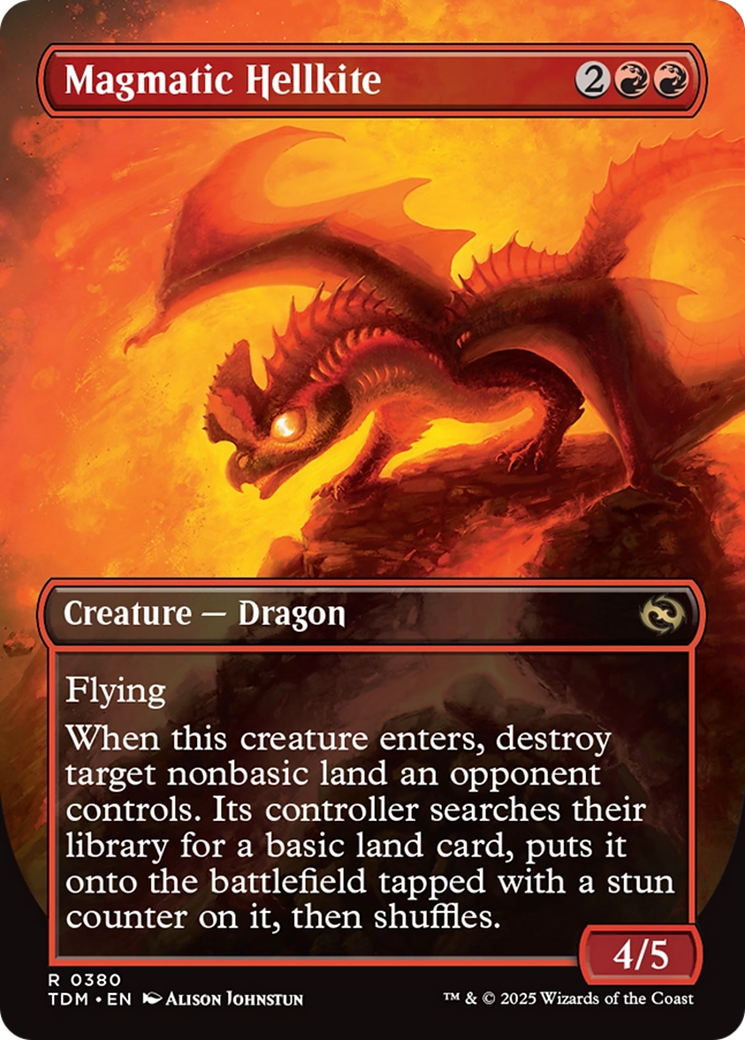 Magmatic Hellkite 2
Creature — Dragon
Flying
When this creature enters, destroy
target nonbasic land an opponent
controls. Its controller searches their
library for a basic land card, puts it
onto the battlefield tapped with a stun
counter on it, then shuffles.
4/5
R 0380
TDM • EN Alison Johnstun
™ & © 2025 Wizards of the Coast